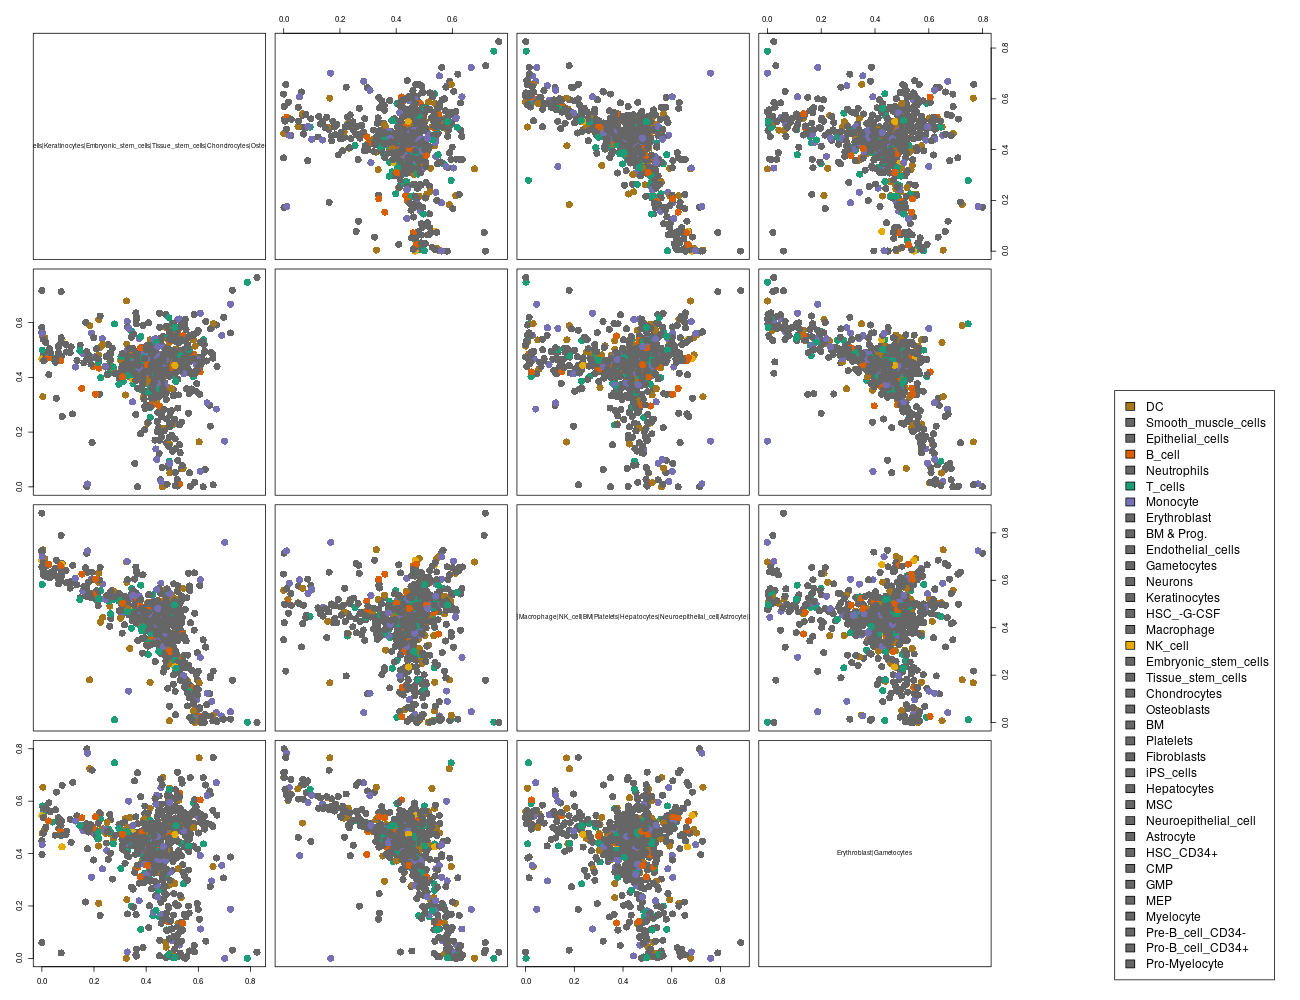 0.0 0.2 0.4 0.6
0.0 0.2 0.4 0.6 0.8
ells|Keratinocytes|Embryonic_stem_cells|Tissue_stem_cells|Chondrocytes|Oste
0.0 0.2 0.4 0.6 0.8
0.0 0.2 0.4 0.6
|Macrophage|NK_cell|BM|Platelets|Hepatocytes|Neuroepithelial_cell|Astrocyte|
0.0 0.2 0.4 0.6 0.8
0.0 0.2 0.4 0.6 0.8
Erythroblast|Gametocytes
0.0 0.2 0.4 0.6 0.8
0.0 0.2 0.4 0.6 0.8
DC
Smooth_muscle_cells
Epithelial_cells
B_cell
Neutrophils
T_cells
Monocyte
Erythroblast
BM & Prog.
Endothelial_cells
Gametocytes
Neurons
Keratinocytes
HSC_-G-CSF
Macrophage
NK_cell
Embryonic_stem_cells
Tissue_stem_cells
Chondrocytes
Osteoblasts
BM
Platelets
Fibroblasts
iPS_cells
Hepatocytes
MSC
Neuroepithelial_cell
Astrocyte
HSC_CD34+
CMP
GMP
MEP
Myelocyte
Pre-B_cell_CD34-
Pro-B_cell_CD34+
Pro-Myelocyte